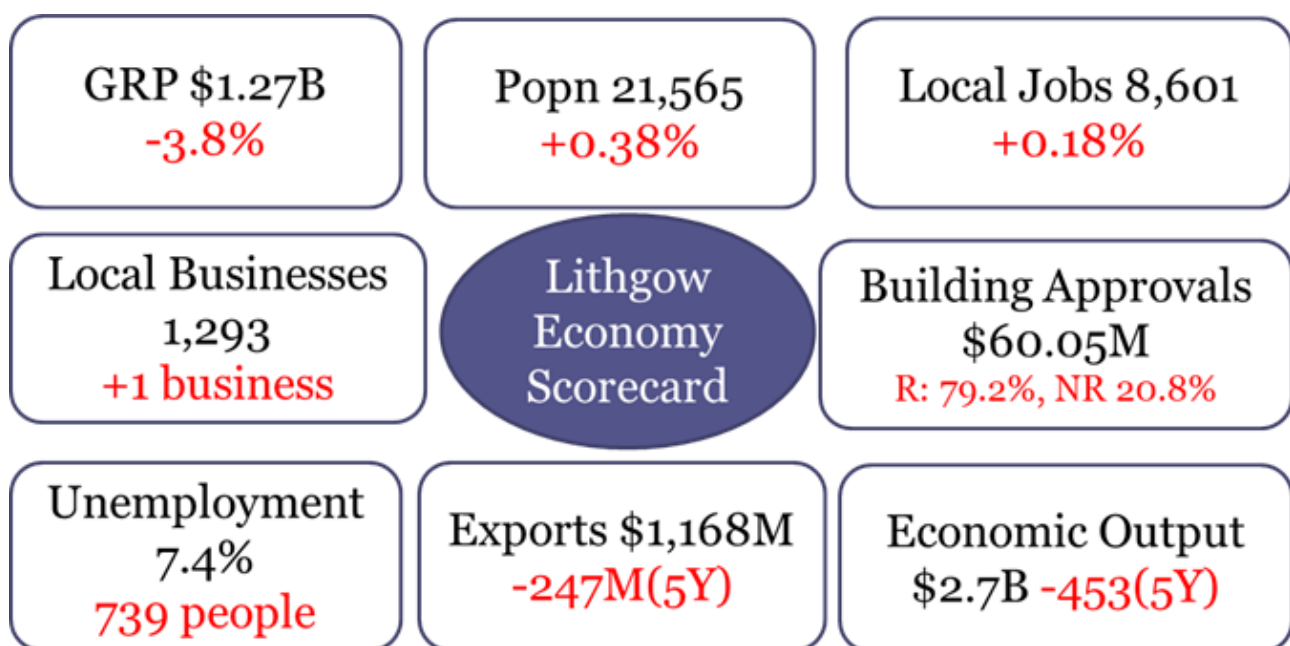 GRP $1.27B
-3.8%
Popn 21,565
+0.38%
Local Jobs 8,601
+0.18%
Local Businesses
1,293
+1 business
Lithgow
Economy
Scorecard
Building Approvals
$60.05M
R: 79.2%, NR 20.8%
Unemployment
7.4%
739 people
Exports $1,168M
-247M(5Y)
Economic Output
$2.7B -453(5Y)